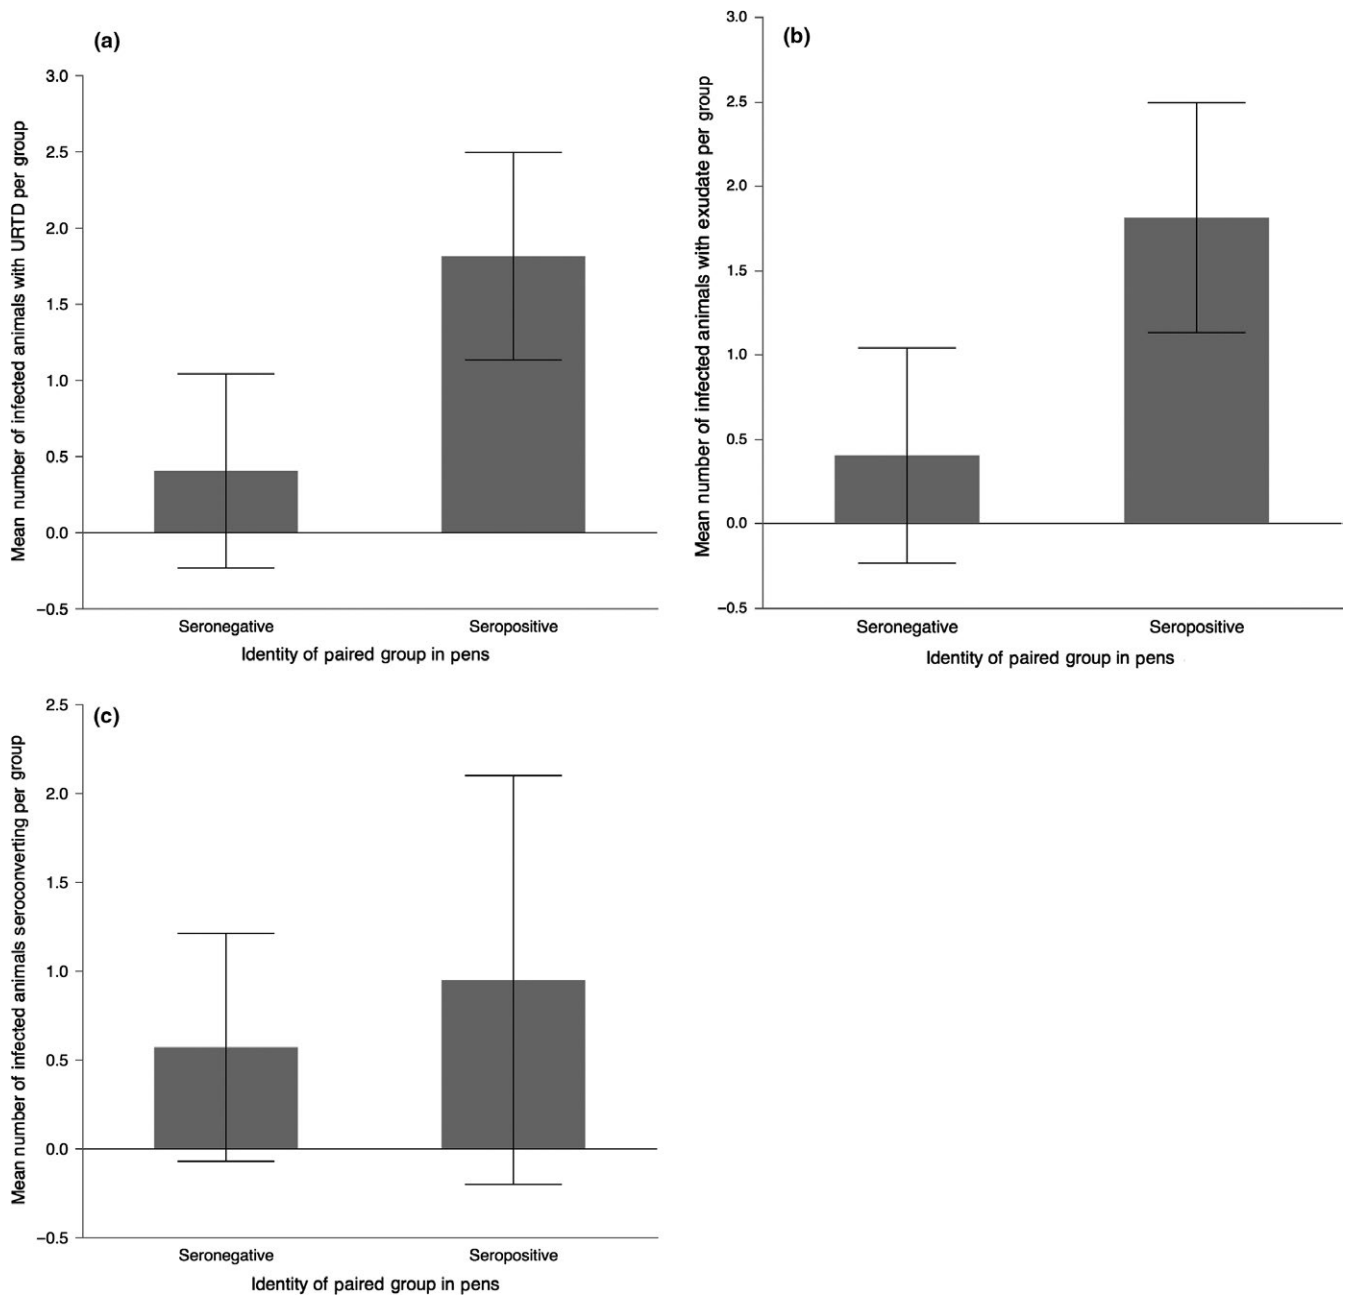 (a)
3.0
2.5
2.0
1.5
1.0
0.5
0.0
−0.5
Mean number of infected animals with URTD per group
Seronegative Seropositive
Identity of paired group in pens
(b)
3.0
2.5
2.0
1.5
1.0
0.5
0.0
−0.5
Mean number of infected animals with exudate per group
Seronegative Seropositive
Identity of paired group in pens
(c)
2.5
2.0
1.5
1.0
0.5
0.0
−0.5
Mean number of infected animals seroconverting per group
Seronegative Seropositive
Identity of paired group in pens